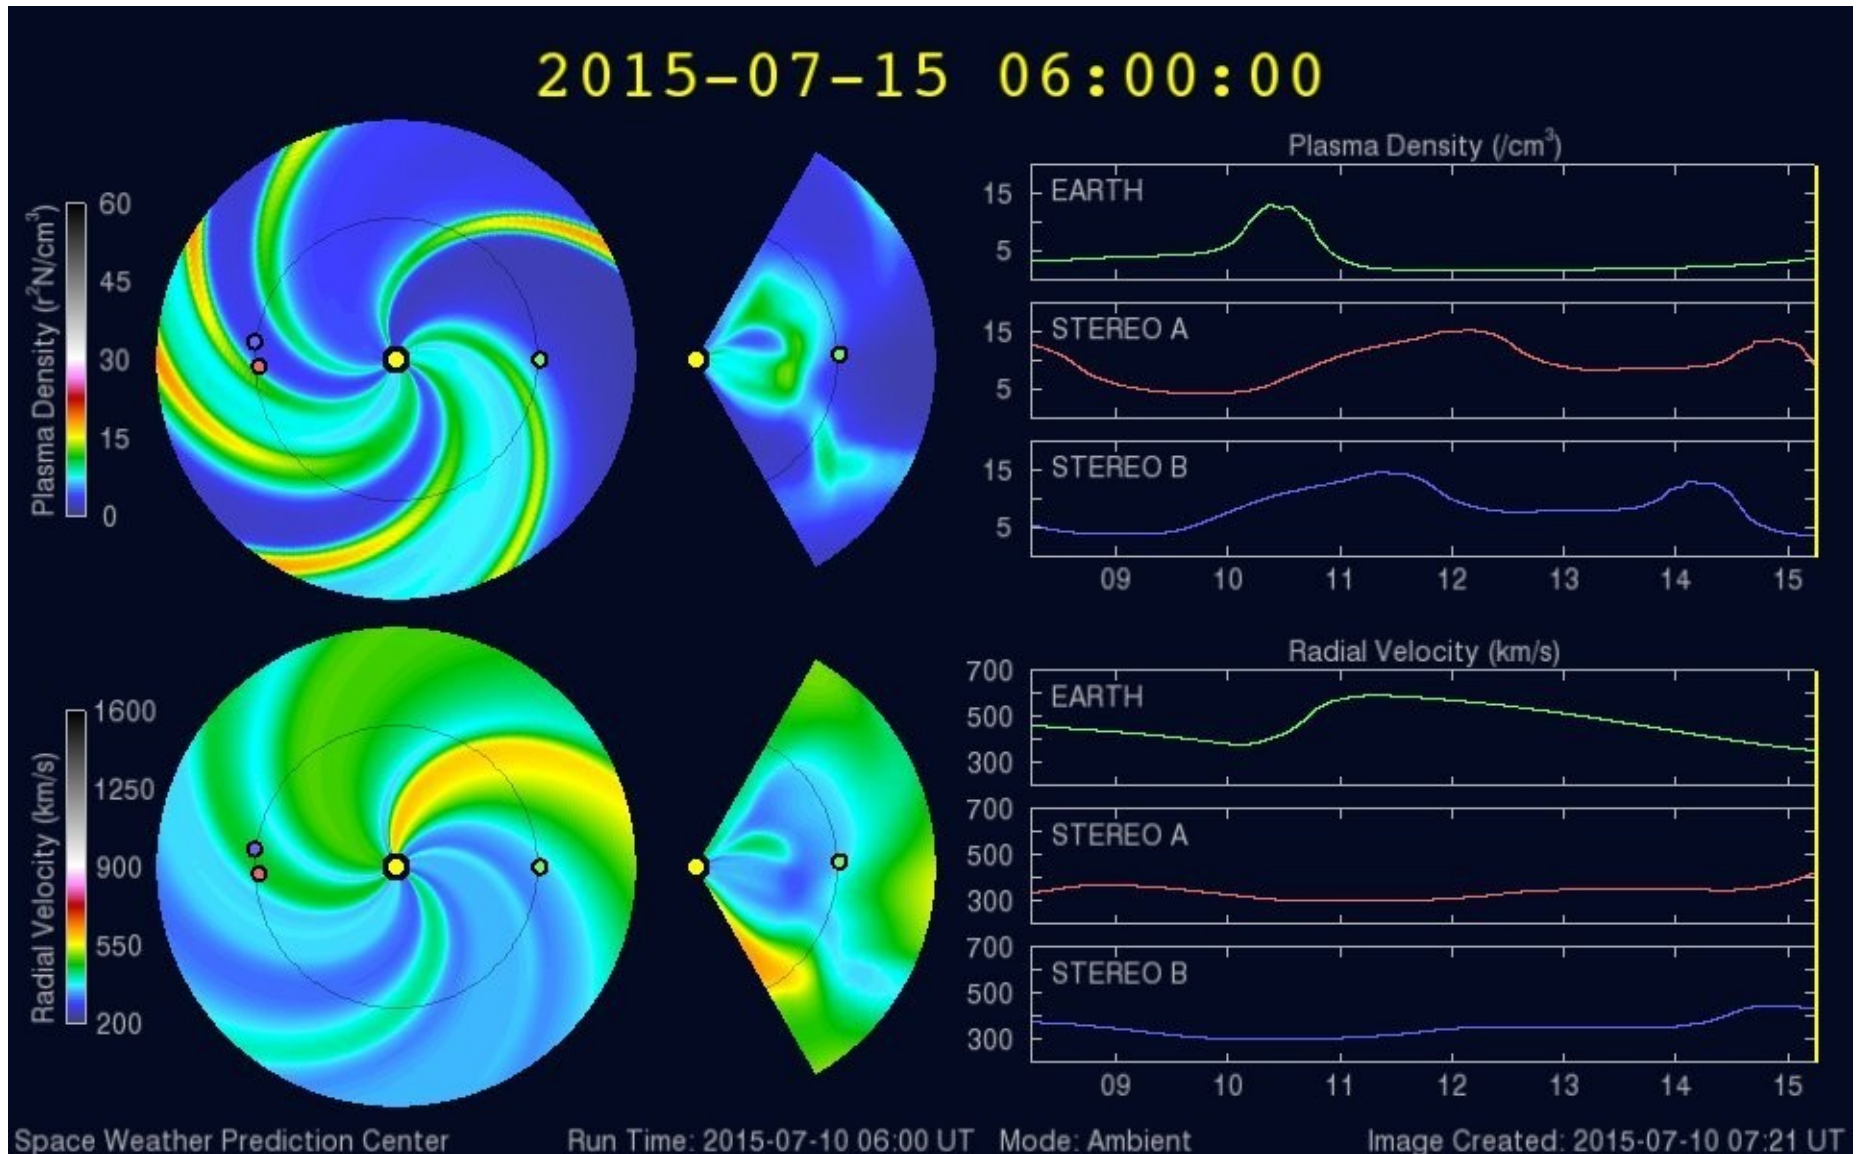 2015-07-15 06:00:00
Plasma Density (r²N/cm³)
60
45
30
15
0
Plasma Density (/cm³)
EARTH
15
5
STEREO A
15
5
STEREO B
15
5
09 10 11 12 13 14 15
Radial Velocity (km/s)
1600
1250
900
550
200
Radial Velocity (km/s)
EARTH
700
500
300
STEREO A
700
500
300
STEREO B
700
500
300
09 10 11 12 13 14 15
Space Weather Prediction Center Run Time: 2015-07-10 06:00 UT Mode: Ambient Image Created: 2015-07-10 07:21 UT